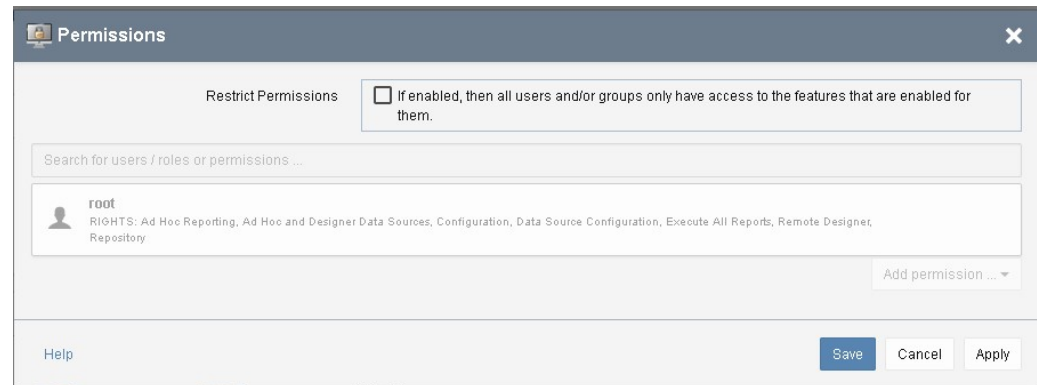 Permissions
Restrict Permissions
If enabled, then all users and/or groups only have access to the features that are enabled for
them.
Search for users / roles or permissions ...
root
RIGHTS: Ad Hoc Reporting, Ad Hoc and Designer Data Sources, Configuration, Data Source Configuration, Execute All Reports, Remote Designer,
Repository
Add permission ...
Help
Save
Cancel
Apply